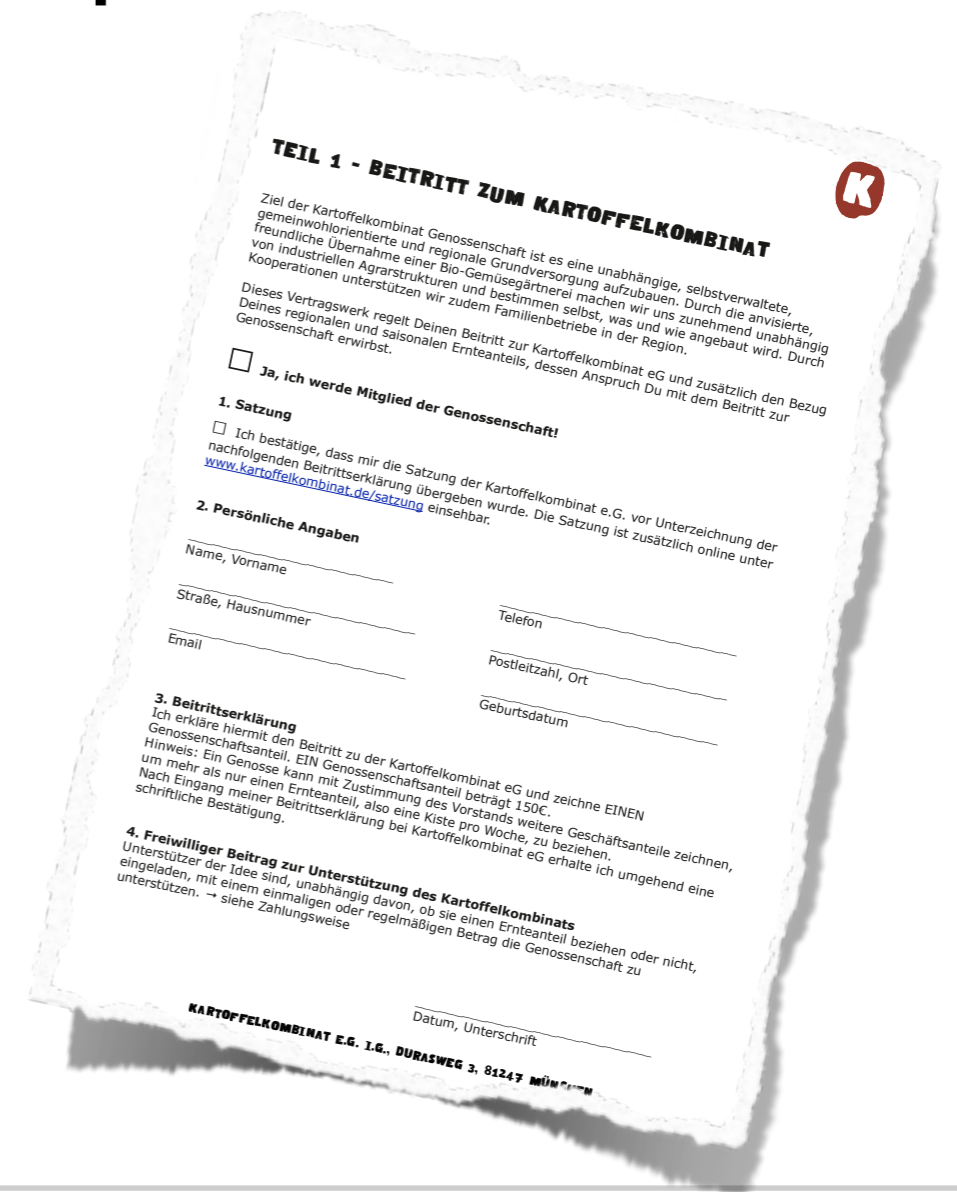 K
TEIL 1 - BEITRITT ZUM KARTOFFELKOMBINAT
Ziel der Kartoffelkombinat Genossenschaft ist es eine unabhängige, selbstverwaltete,
gemeinwohlorientierte und regionale Grundversorgung aufzubauen. Durch die anvisierte,
freundliche Übernahme einer Bio-Gemüsegärtnerei machen wir uns zunehmend unabhängig
von industriellen Agrarstrukturen und bestimmen selbst, was und wie angebaut wird. Durch
Kooperationen unterstützen wir zudem Familienbetriebe in der Region.
Dieses Vertragswerk regelt Deinen Beitritt zur Kartoffelkombinat eG und zusätzlich den Bezug
Deines regionalen und saisonalen Ernteanteils, dessen Anspruch Du mit dem Beitritt zur
Genossenschaft erwirbst.
Ja, ich werde Mitglied der Genossenschaft!
1. Satzung
Ich bestätige, dass mir die Satzung der Kartoffelkombinat e.G. vor Unterzeichnung der
nachfolgenden Beitrittserklärung übergeben wurde. Die Satzung ist zusätzlich online unter
www.kartoffelkombinat.de/satzung einsehbar.
2. Persönliche Angaben
Name, Vorname
Telefon
Straße, Hausnummer
Postleitzahl, Ort
Email
Geburtsdatum
3. Beitrittserklärung
Ich erkläre hiermit den Beitritt zu der Kartoffelkombinat eG und zeichne EINEN
Genossenschaftsanteil. EIN Genossenschaftsanteil beträgt 150€.
Hinweis: Ein Genosse kann mit Zustimmung des Vorstands weitere Geschäftsanteile zeichnen,
um mehr als nur einen Ernteanteil, also eine Kiste pro Woche, zu beziehen.
Nach Eingang meiner Beitrittserklärung bei Kartoffelkombinat eG erhalte ich umgehend eine
schriftliche Bestätigung.
4. Freiwilliger Beitrag zur Unterstützung des Kartoffelkombinats
Unterstützer der Idee sind, unabhängig davon, ob sie einen Ernteanteil beziehen oder nicht,
eingeladen, mit einem einmaligen oder regelmäßigen Betrag die Genossenschaft zu
unterstützen. → siehe Zahlungsweise
Datum, Unterschrift
KARTOFFELKOMBINAT E.G. I.G., DURASWEG 3, 81247 MÜNCHEN